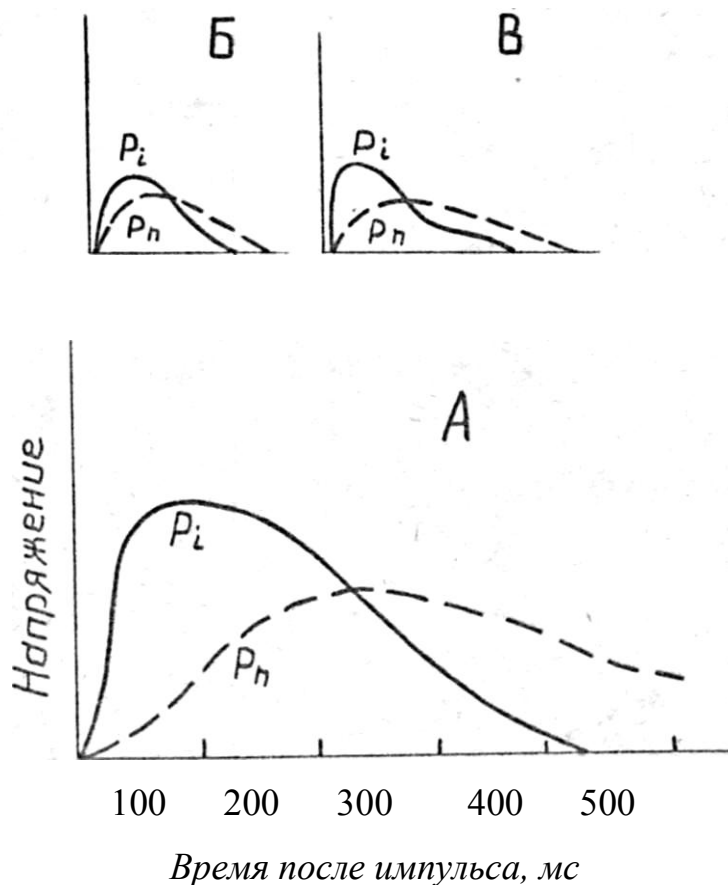 Б
В
Pi
Pn
Pi
Pn
А
Напряжение
Pi
Pn
100 200 300 400 500
Время после импульса, мс